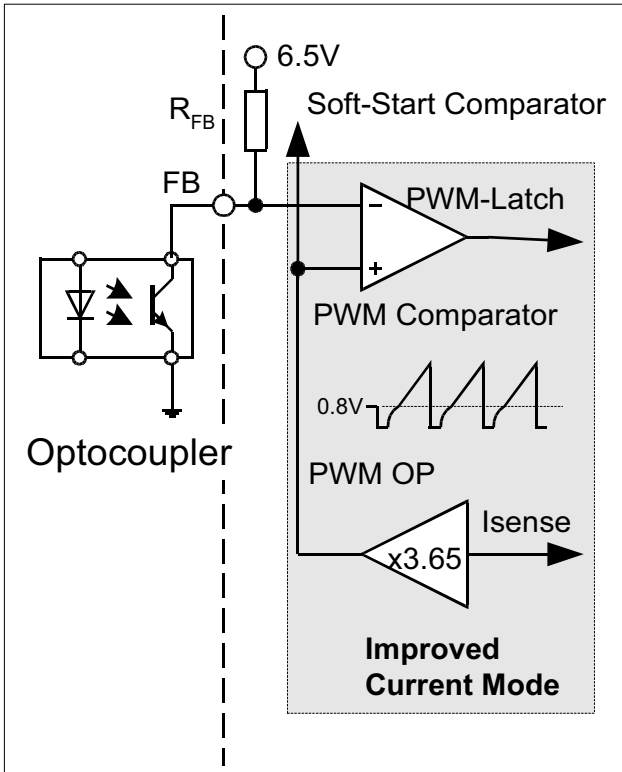 6.5V
Soft-Start Comparator
RFB
FB
PWM-Latch
−
+
PWM Comparator
0.8V
Optocoupler
PWM OP
Isense
x3.65
Improved
Current Mode